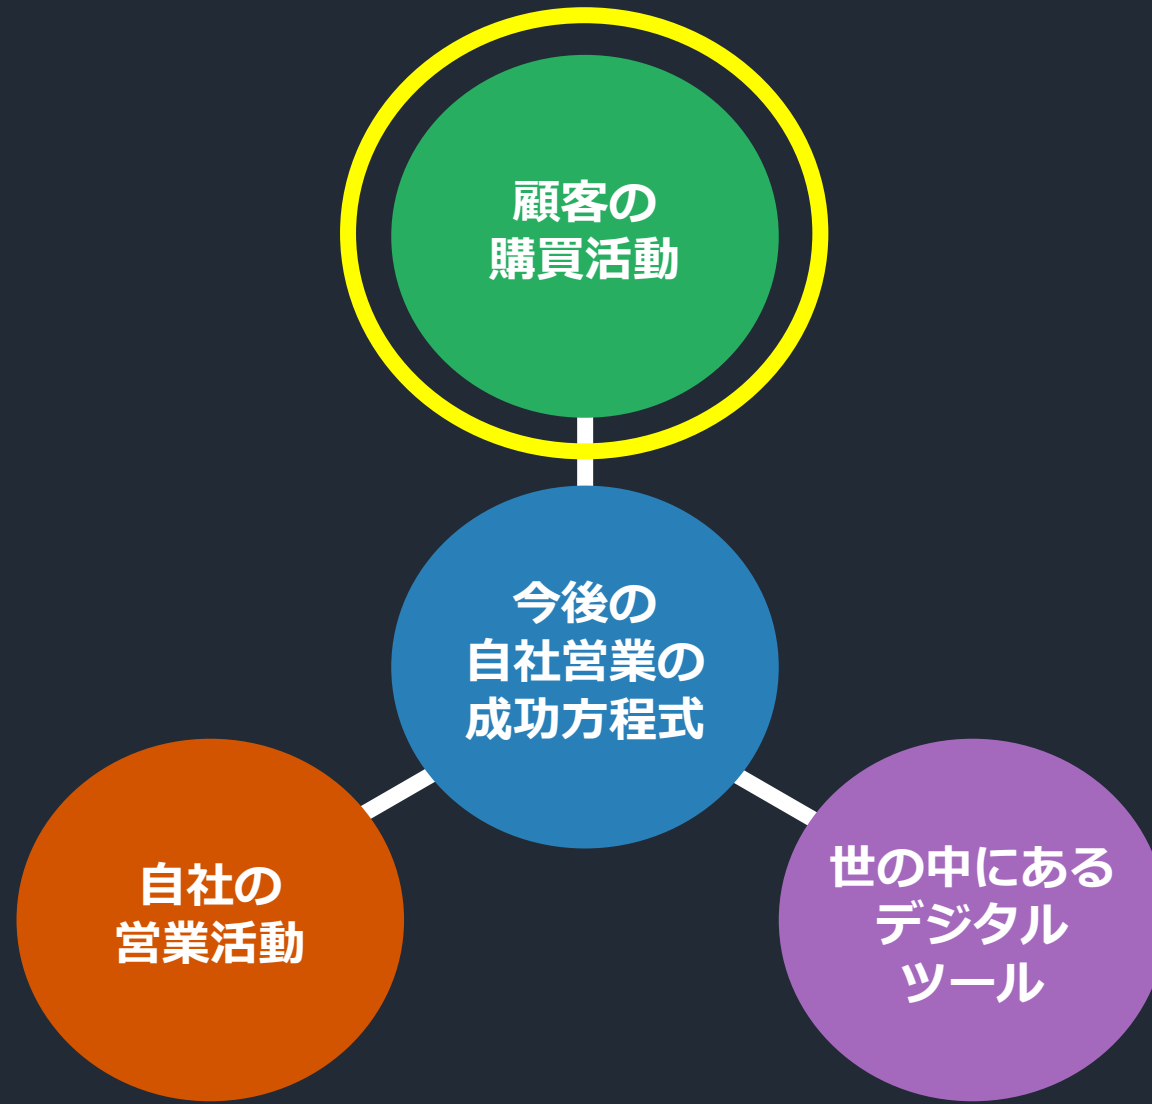 顧客の
購買活動
今後の
自社営業の
成功方程式
自社の
営業活動
世の中にある
デジタル
ツール